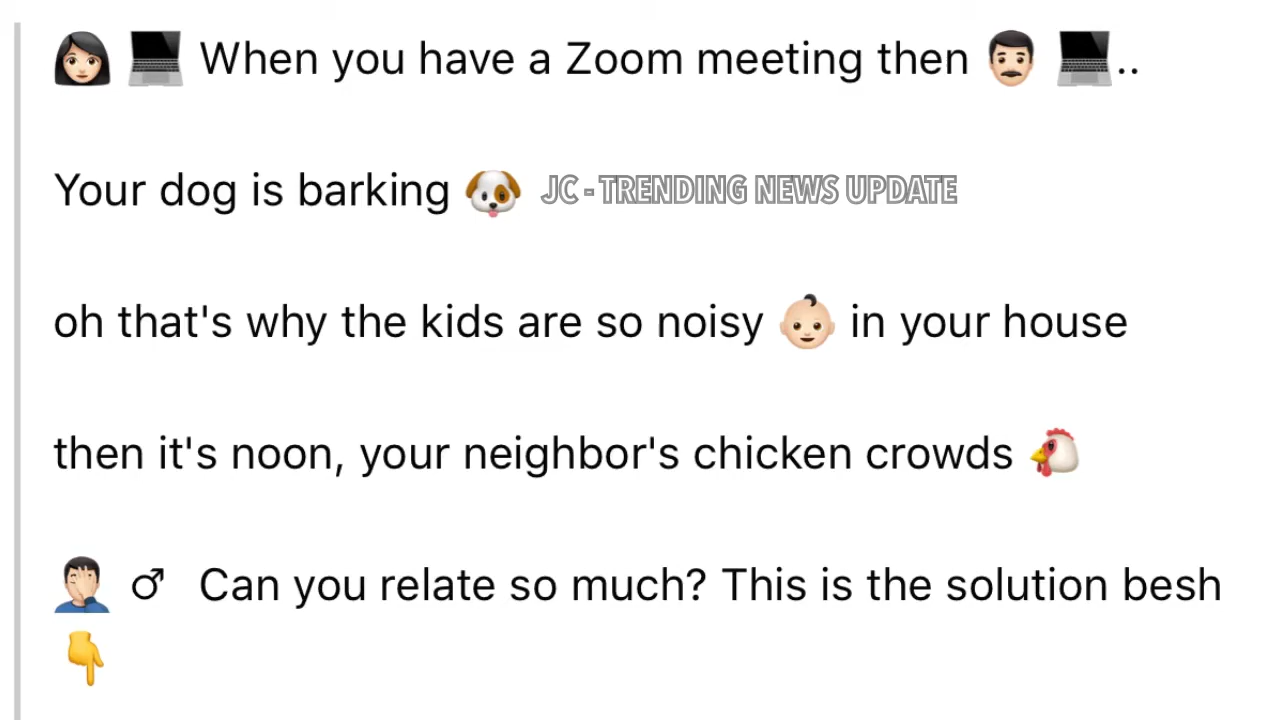 👩🏻 💻 When you have a Zoom meeting then 👨🏻 💻..
Your dog is barking 🐶 JC - TRENDING NEWS UPDATE
oh that's why the kids are so noisy 👶🏻 in your house
then it's noon, your neighbor's chicken crowds 🐔
🤦🏻 ♂ Can you relate so much? This is the solution besh
👇